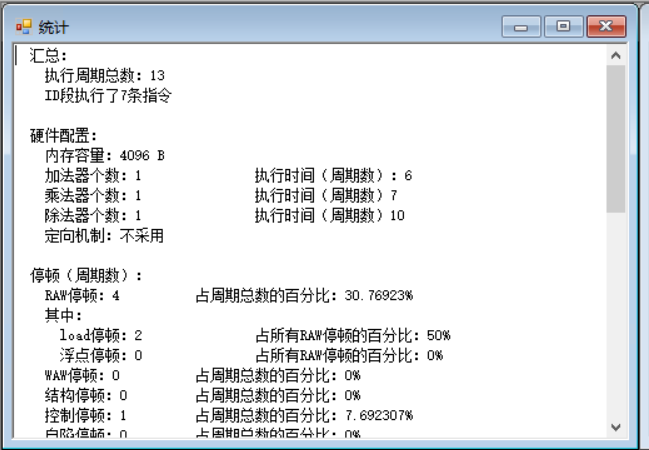 统计
汇总:
执行周期总数: 13
ID段执行了7条指令
硬件配置:
内存容量: 4096 B
加法器个数: 1 执行时间（周期数）: 6
乘法器个数: 1 执行时间（周期数）7
除法器个数: 1 执行时间（周期数）10
定向机制: 不采用
停顿（周期数）:
RAW停顿: 4 占周期总数的百分比: 30.76923%
其中:
load停顿: 2 占所有RAW停顿的百分比: 50%
浮点停顿: 0 占所有RAW停顿的百分比: 0%
WAW停顿: 0 占周期总数的百分比: 0%
结构停顿: 0 占周期总数的百分比: 0%
控制停顿: 1 占周期总数的百分比: 7.692307%
自陷停顿: 0 占周期总数的百分比: 0%